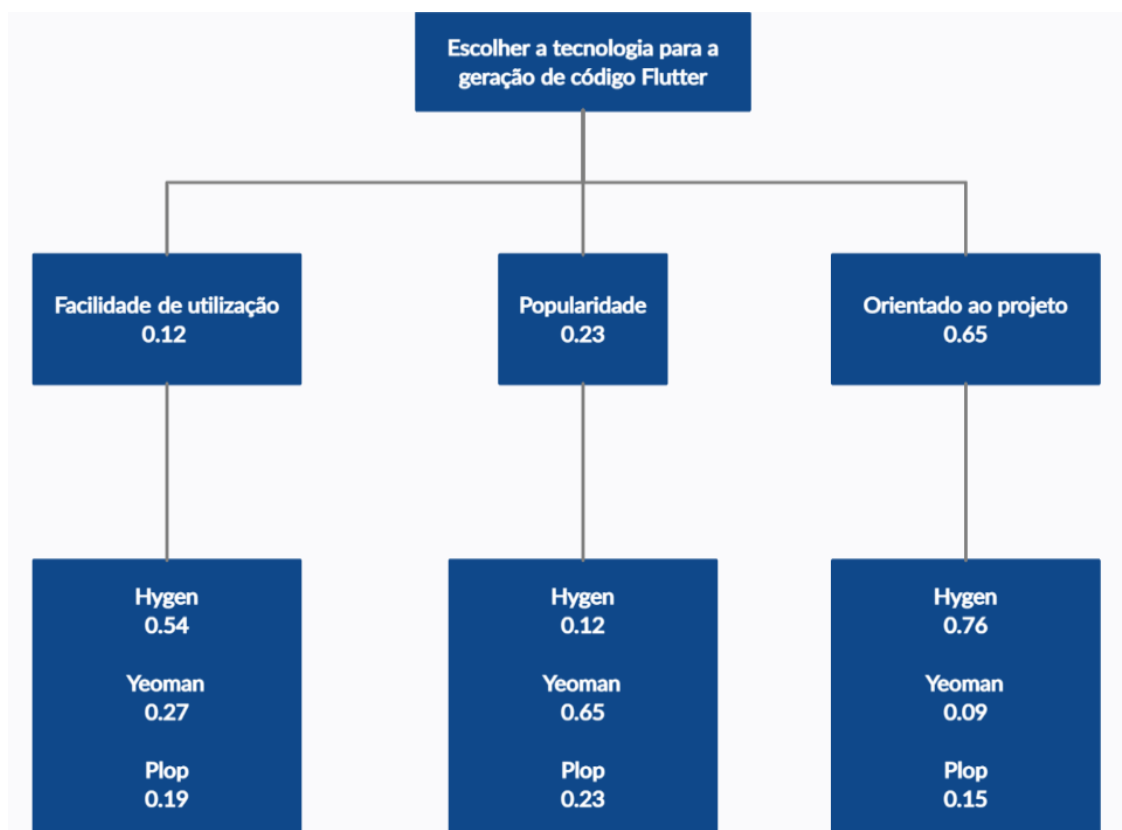 Escolher a tecnologia para a
geração de código Flutter
Facilidade de utilização
0.12
Popularidade
0.23
Orientado ao projeto
0.65
Hygen
0.54
Yeoman
0.27
Plop
0.19
Hygen
0.12
Yeoman
0.65
Plop
0.23
Hygen
0.76
Yeoman
0.09
Plop
0.15